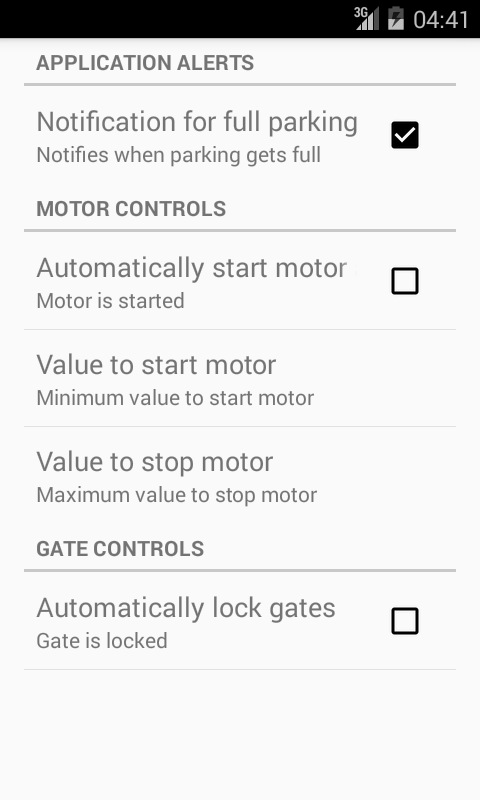 3G 04:41
APPLICATION ALERTS
Notification for full parking
Notifies when parking gets full
MOTOR CONTROLS
Automatically start motor
Motor is started
Value to start motor
Minimum value to start motor
Value to stop motor
Maximum value to stop motor
GATE CONTROLS
Automatically lock gates
Gate is locked